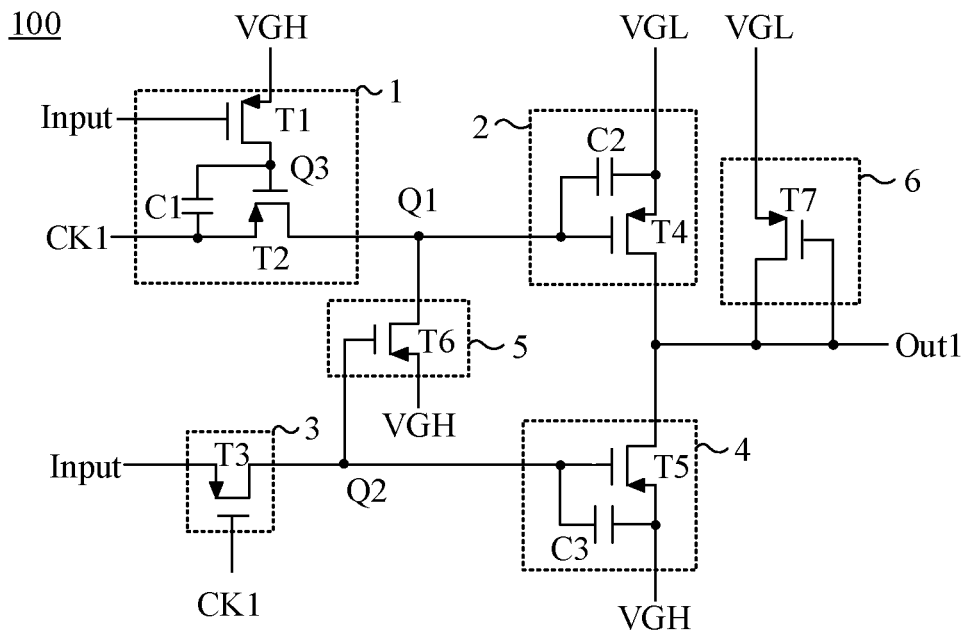 100
VGH
VGL
VGL
1
Input
T1
2
C2
6
Q3
T7
C1
Q1
T4
CK1
T2
T6
5
Out1
VGH
3
4
T3
Input
T5
Q2
C3
CK1
VGH